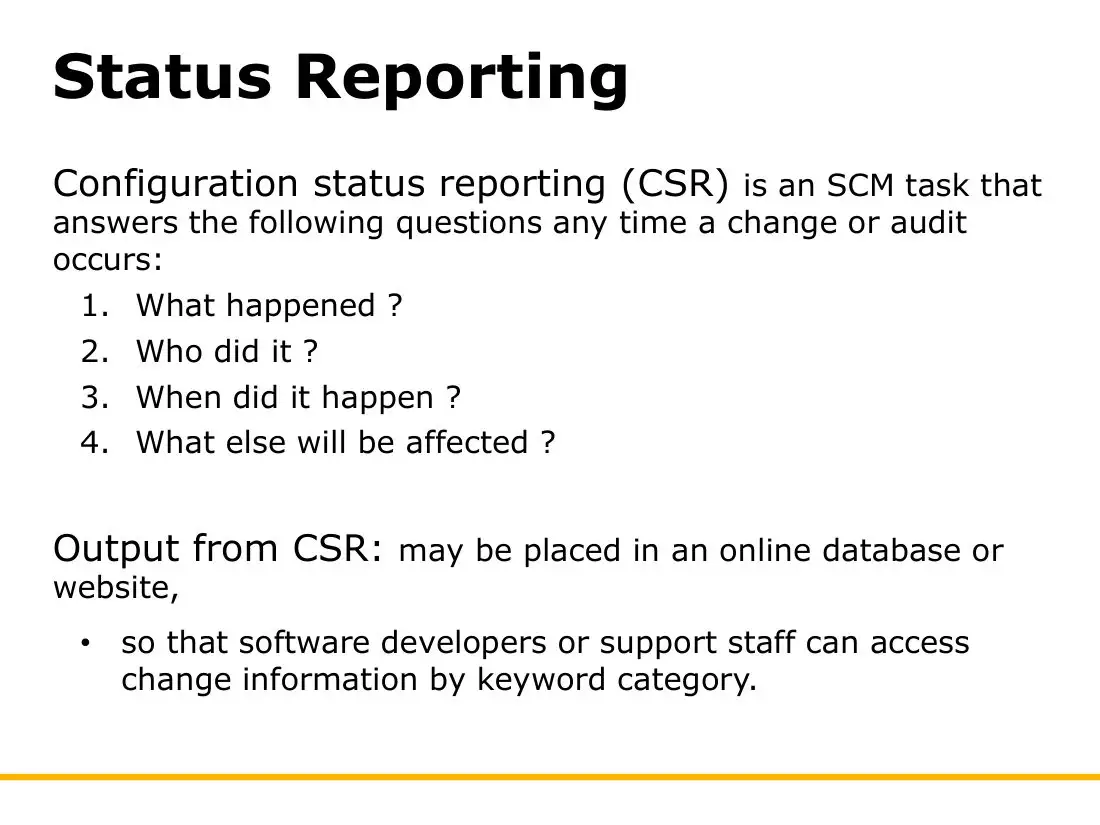 Status Reporting
Configuration status reporting (CSR) is an SCM task that
answers the following questions any time a change or audit
occurs:
1. What happened ?
2. Who did it ?
3. When did it happen ?
4. What else will be affected ?
Output from CSR: may be placed in an online database or
website,
• so that software developers or support staff can access
change information by keyword category.